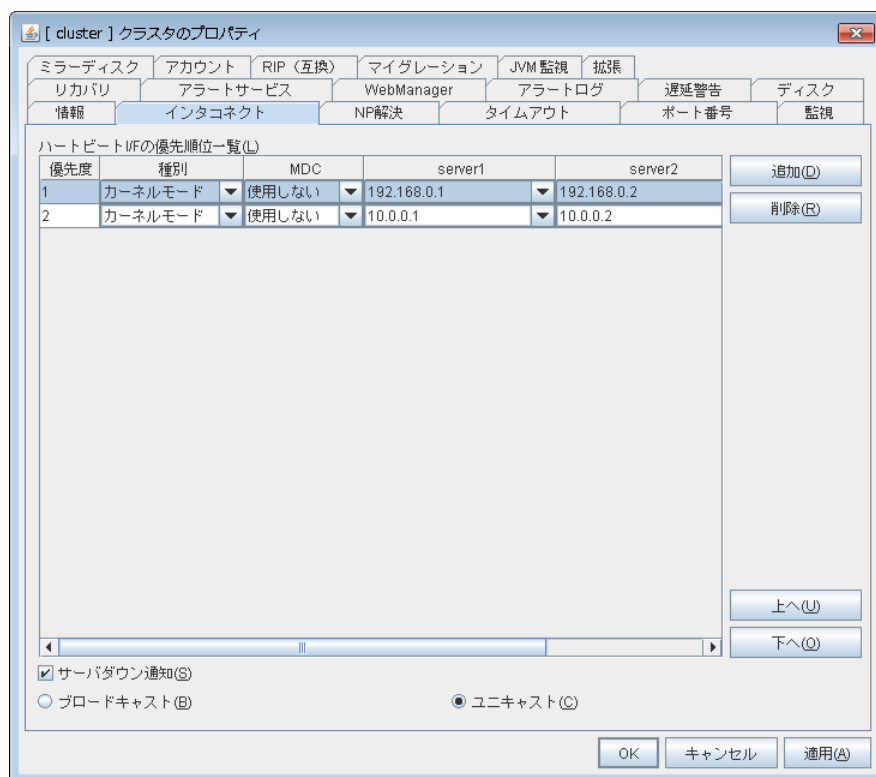 [ cluster ] クラスタのプロパティ
ミラーディスク アカウント RIP（互換） マイグレーション JVM 監視 拡張
リカバリ アラートサービス WebManager アラートログ 遅延警告 ディスク
情報 インタコネクト NP解決 タイムアウト ポート番号 監視
ハートビートI/Fの優先順位一覧(L)
優先度 種別 MDC server1 server2
1 カーネルモード 使用しない 192.168.0.1 192.168.0.2
2 カーネルモード 使用しない 10.0.0.1 10.0.0.2
追加(D)
削除(R)
上へ(U)
下へ(O)
サーバダウン通知(S)
ブロードキャスト(B) ユニキャスト(C)
OK キャンセル 適用(A)